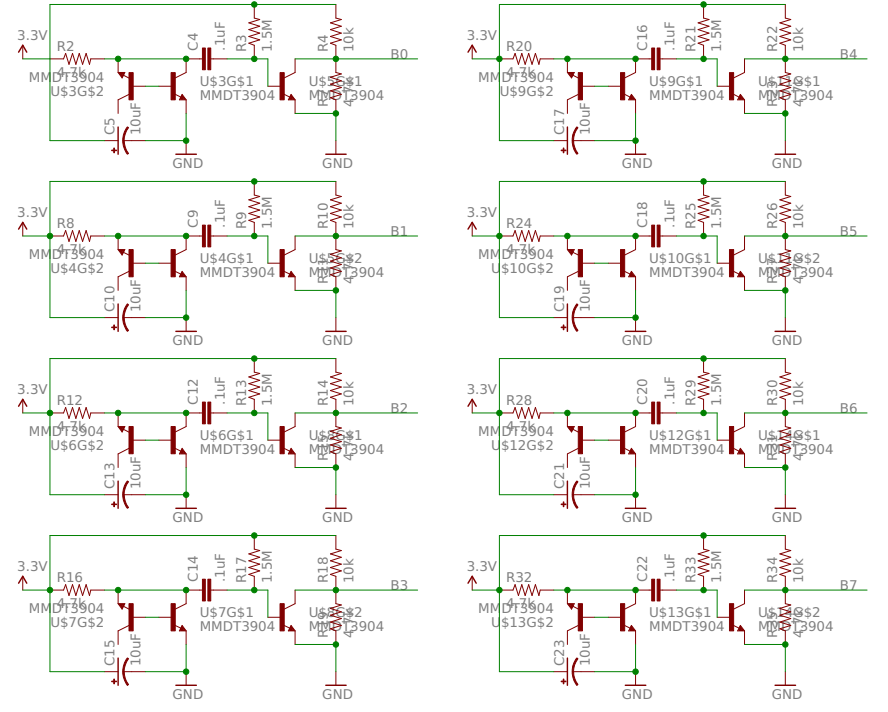 3.3V
R2
4.7k
MMDT3904
U$3G$2
C5
10uF
C4
.1uF
R3
1.5M
U$3G$1
MMDT3904
R4
10k
MMDT3904
B0
GND
GND
3.3V
R20
4.7k
MMDT3904
U$9G$2
C17
10uF
C16
.1uF
R21
1.5M
U$9G$1
MMDT3904
R22
10k
MMDT3904
B4
GND
GND
3.3V
R8
4.7k
MMDT3904
U$4G$2
C10
10uF
C9
.1uF
R9
1.5M
U$4G$1
MMDT3904
R10
10k
MMDT3904
B1
GND
GND
3.3V
R24
4.7k
MMDT3904
U$10G$2
C19
10uF
C18
.1uF
R25
1.5M
U$10G$1
MMDT3904
R26
10k
MMDT3904
B5
GND
GND
3.3V
R12
4.7k
MMDT3904
U$6G$2
C13
10uF
C12
.1uF
R13
1.5M
U$6G$1
MMDT3904
R14
10k
MMDT3904
B2
GND
GND
3.3V
R28
4.7k
MMDT3904
U$12G$2
C21
10uF
C20
.1uF
R29
1.5M
U$12G$1
MMDT3904
R30
10k
MMDT3904
B6
GND
GND
3.3V
R16
4.7k
MMDT3904
U$7G$2
C15
10uF
C14
.1uF
R17
1.5M
U$7G$1
MMDT3904
R18
10k
MMDT3904
B3
GND
GND
3.3V
R32
4.7k
MMDT3904
U$13G$2
C23
10uF
C22
.1uF
R33
1.5M
U$13G$1
MMDT3904
R34
10k
MMDT3904
B7
GND
GND